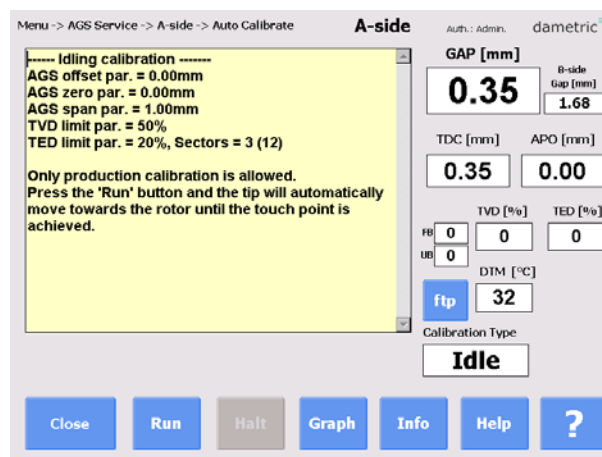 Menu -> AGS Service -> A-side -> Auto Calibrate
A-side
Auth.: Admin.
dametric
------ Idling calibration -------
AGS offset par. = 0.00mm
AGS zero par. = 0.00mm
AGS span par. = 1.00mm
TVD limit par. = 50%
TED limit par. = 20%, Sectors = 3 (12)
Only production calibration is allowed.
Press the 'Run' button and the tip will automatically
move towards the rotor until the touch point is
achieved.
GAP [mm]
0.35
B-side
Gap [mm]
1.68
TDC [mm]
APO [mm]
0.35
0.00
TVD [%]
TED [%]
FB 0
UB 0
0
0
DTM [°C]
ftp
32
Calibration Type
Idle
Close
Run
Halt
Graph
Info
Help
?